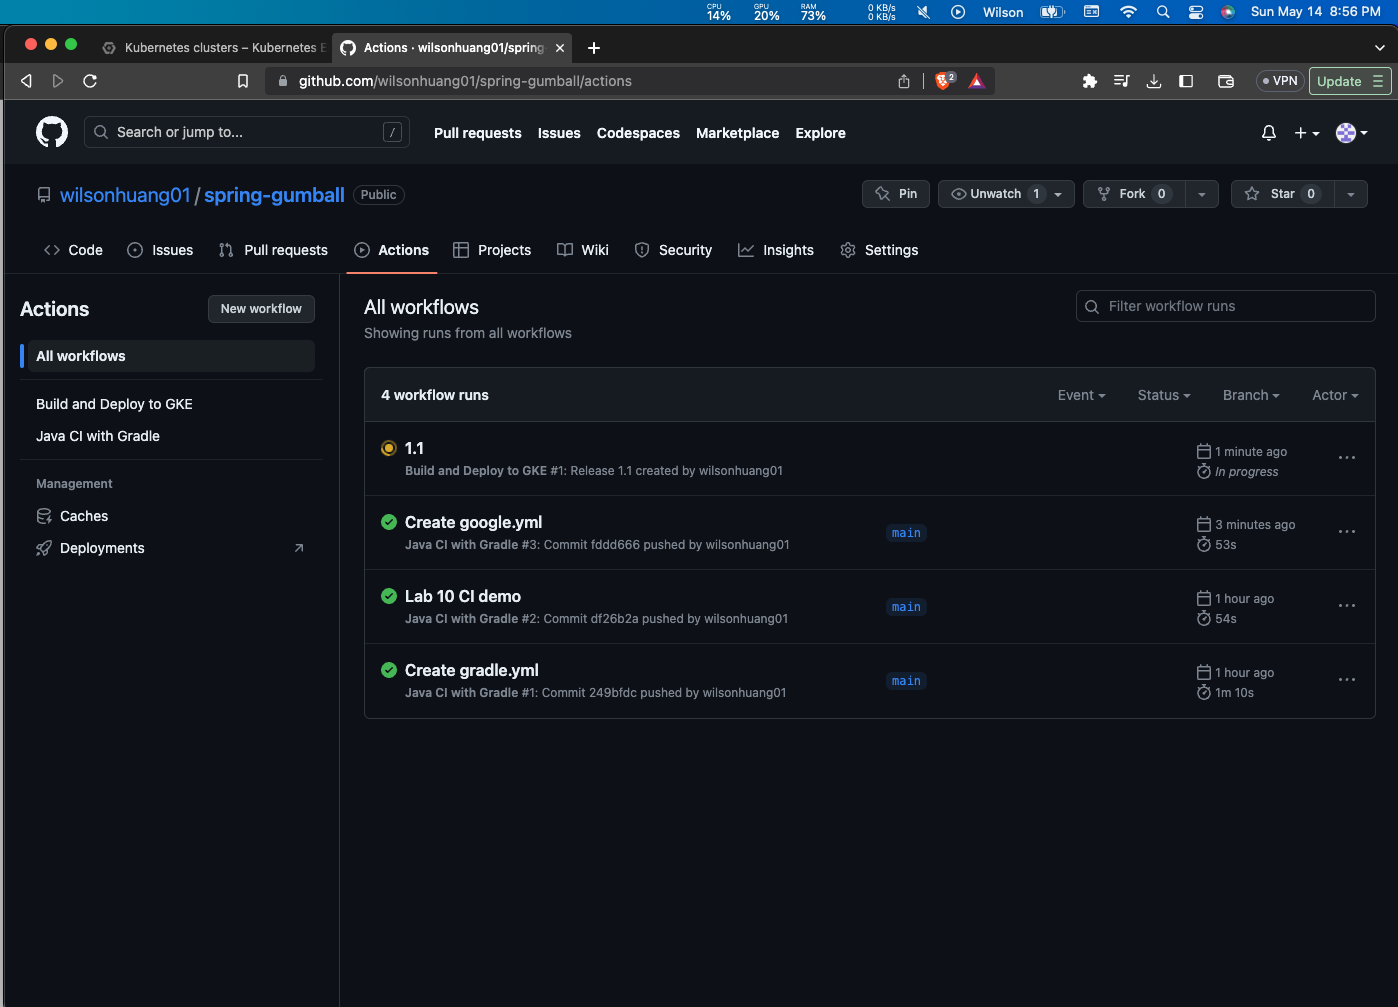 CPU GPU RAM 0 KB/s
14% 20% 73% 0 KB/s Wilson Sun May 14 8:56 PM
Kubernetes clusters – Kubernetes E Actions · wilsonhuang01/spring-
github.com/wilsonhuang01/spring-gumball/actions 2 VPN Update
Search or jump to... / Pull requests Issues Codespaces Marketplace Explore
wilsonhuang01 / spring-gumball Public Pin Unwatch 1 Fork 0 Star 0
Code Issues Pull requests Actions Projects Wiki Security Insights Settings
Actions New workflow
All workflows
Build and Deploy to GKE
Java CI with Gradle
Management
Caches
Deployments
All workflows Filter workflow runs
Showing runs from all workflows
4 workflow runs Event Status Branch Actor
1.1 1 minute ago
Build and Deploy to GKE #1: Release 1.1 created by wilsonhuang01 In progress
Create google.yml main 3 minutes ago
Java CI with Gradle #3: Commit fddd666 pushed by wilsonhuang01 53s
Lab 10 CI demo main 1 hour ago
Java CI with Gradle #2: Commit df26b2a pushed by wilsonhuang01 54s
Create gradle.yml main 1 hour ago
Java CI with Gradle #1: Commit 249bfdc pushed by wilsonhuang01 1m 10s